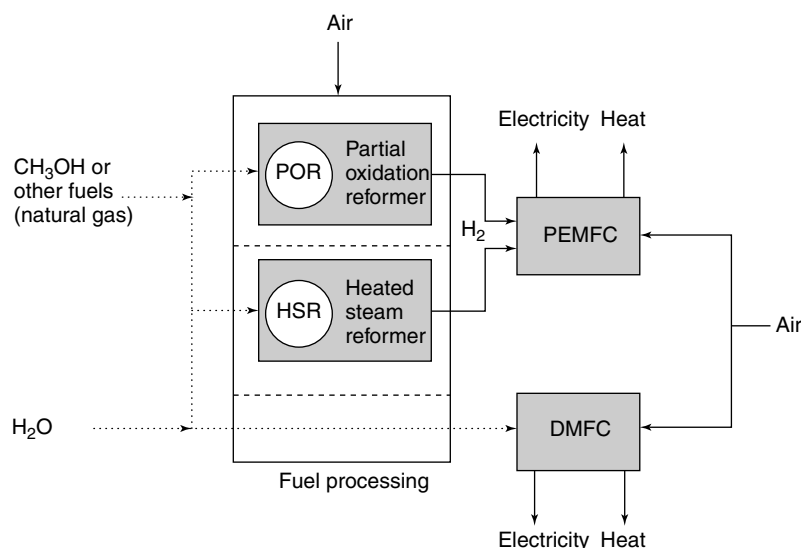 Air
Electricity Heat
CH₃OH or
other fuels
(natural gas)
POR
Partial
oxidation
reformer
H₂
PEMFC
HSR
Heated
steam
reformer
Air
H₂O
DMFC
Fuel processing
Electricity Heat